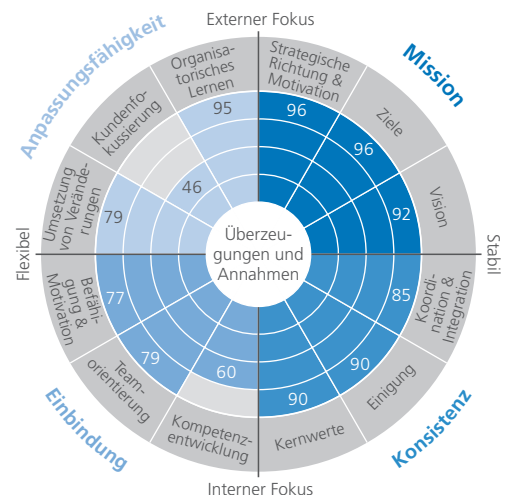 Externer Fokus
Anpassungsfähigkeit
Mission
Organisa-
torisches
Lernen
95
Strategische
Richtung &
Motivation
96
Kundenfo-
kussierung
46
Ziele
96
Umsetzung
von Verände-
rungen
79
Vision
92
Flexibel
Überzeu-
gungen und
Annahmen
Stabil
Befähi-
gung &
Motivation
77
Koordi-
nation &
Integration
85
Team-
orientierung
79
Einigung
90
Kompetenz-
entwicklung
60
Kernwerte
90
Einbindung
Konsistenz
Interner Fokus